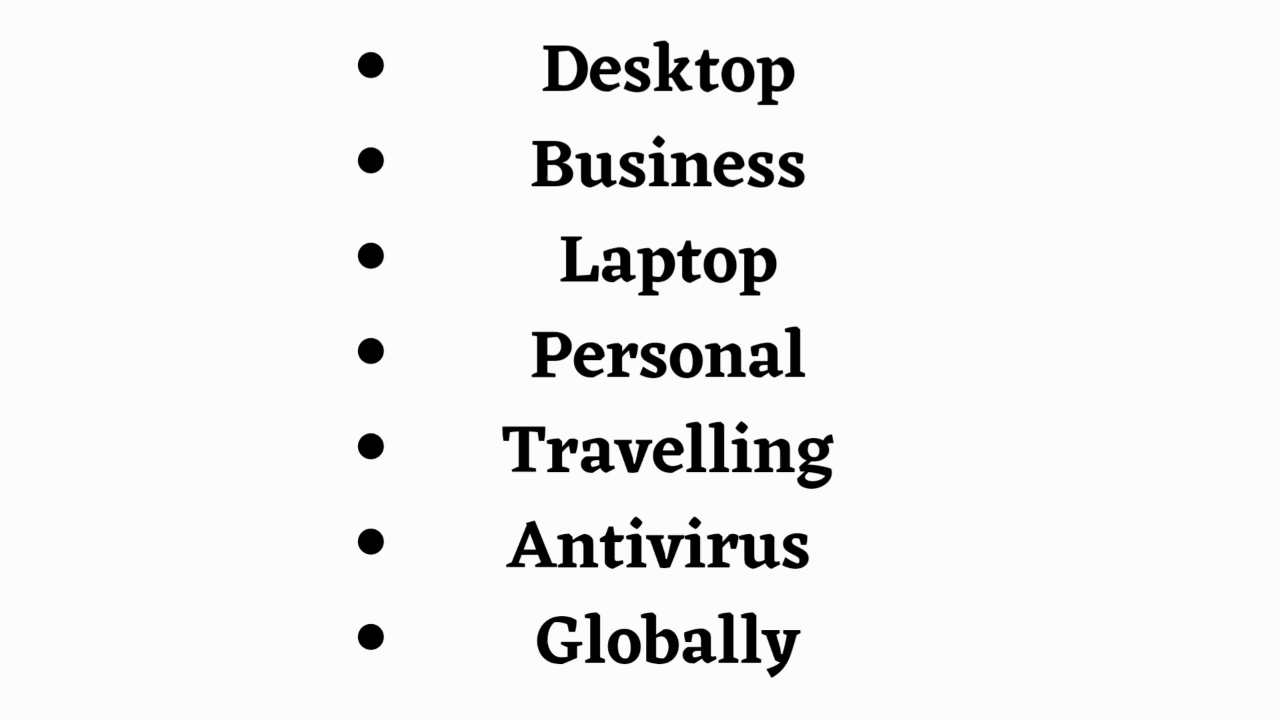 • Desktop
• Business
• Laptop
• Personal
• Travelling
• Antivirus
• Globally